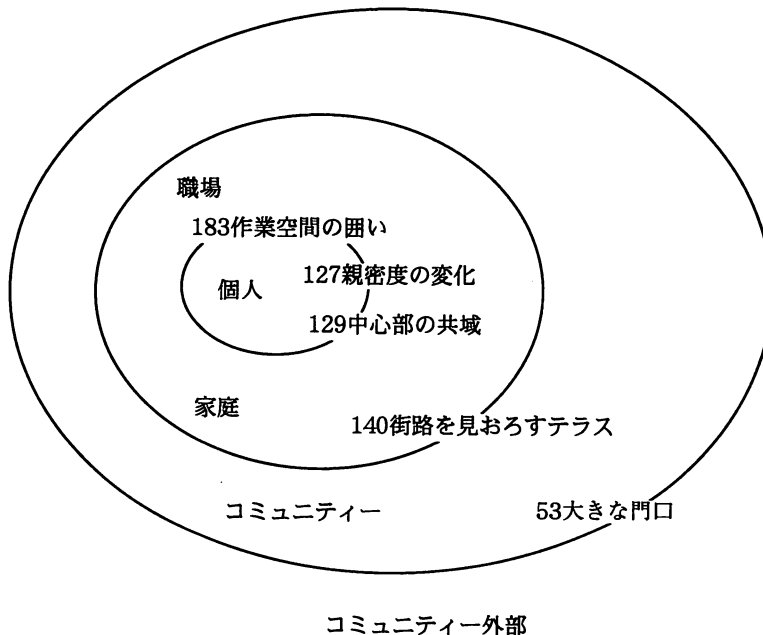 職場
183作業空間の囲い
個人
127親密度の変化
129中心部の共域
家庭
140街路を見おろすテラス
コミュニティー
53大きな門口
コミュニティー外部